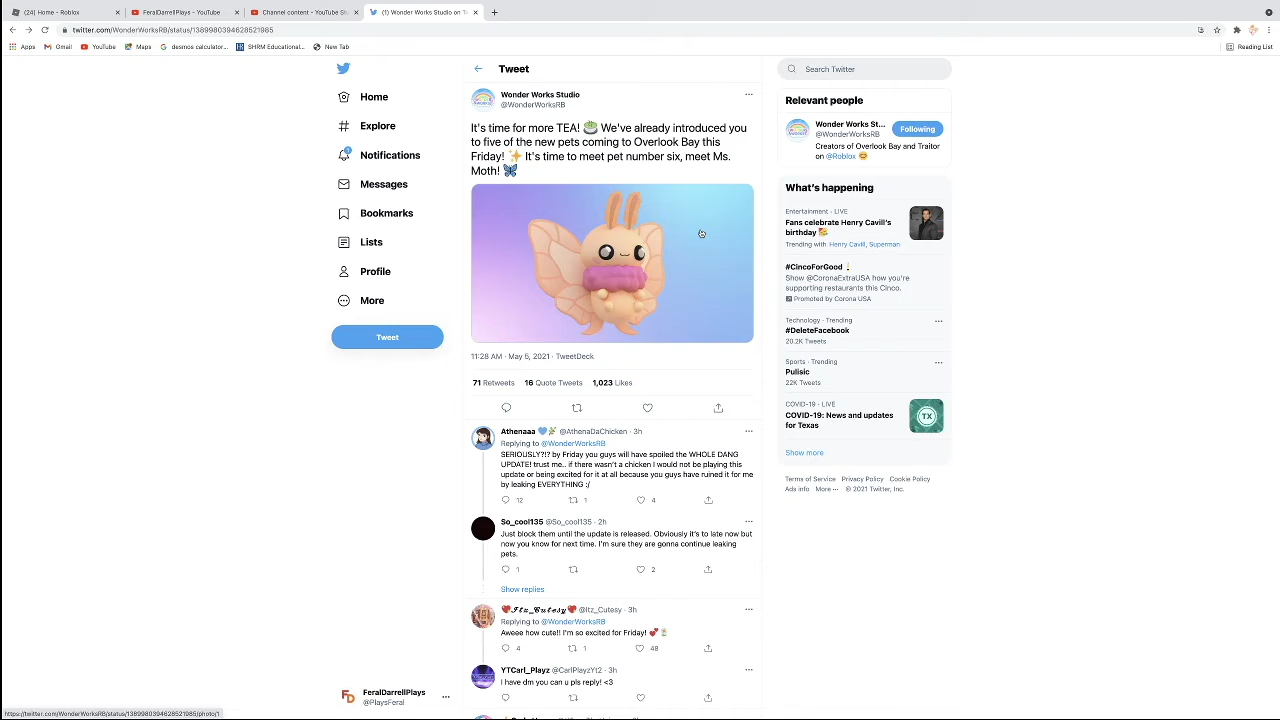 (24) Home - Roblox
FeralDarrellPlays - YouTube
Channel content - YouTube St
(1) Wonder Works Studio on T
twitter.com/WonderWorksRB/status/1389980394628521985
Apps
Gmail
YouTube
Maps
desmos calculator...
SHRM Educational...
New Tab
Reading List
Home
Explore
1
Notifications
Messages
Bookmarks
Lists
Profile
More
Tweet
FeralDarrellPlays
@PlaysFeral
Tweet
Wonder Works Studio
@WonderWorksRB
It's time for more TEA! 🍵 We've already introduced you
to five of the new pets coming to Overlook Bay this
Friday! ✨ It's time to meet pet number six, meet Ms.
Moth! 🦋
11:28 AM · May 5, 2021 · TweetDeck
71 Retweets 16 Quote Tweets 1,023 Likes
Athenaaa 💙 @AthenaDaChicken · 3h
Replying to @WonderWorksRB
SERIOUSLY?!? by Friday you guys will have spoiled the WHOLE DANG
UPDATE! trust me.. if there wasn't a chicken I would not be playing this
update or being excited for it at all because you guys have ruined it for me
by leaking EVERYTHING :/
12 1 4
So_cool135 @So_cool135 · 2h
Just block them until the update is released. Obviously it's to late now but
now you know for next time. I'm sure they are gonna continue leaking
pets.
1 2
Show replies
❤️𝓘𝓽𝔃_𝓒𝓾𝓽𝓮𝓼𝔂❤️ @Itz_Cutesy · 3h
Replying to @WonderWorksRB
Aweee how cute!! I'm so excited for Friday! 💕
4 1 48
YTCarl_Playz @CarlPlayzYt2 · 3h
I have dm you can u pls reply! <3
Search Twitter
Relevant people
Wonder Works St...
@WonderWorksRB
Following
Creators of Overlook Bay and Traitor
on @Roblox 😊
What's happening
Entertainment · LIVE
Fans celebrate Henry Cavill's
birthday 🥰
Trending with Henry Cavill, Superman
#CincoForGood
Show @CoronaExtraUSA how you're
supporting restaurants this Cinco.
Promoted by Corona USA
Technology · Trending
#DeleteFacebook
20.2K Tweets
Sports · Trending
Pulisic
22K Tweets
COVID-19 · LIVE
COVID-19: News and updates
for Texas
TX
Show more
Terms of Service Privacy Policy Cookie Policy
Ads info More ··· © 2021 Twitter, Inc.
https://twitter.com/WonderWorksRB/status/1389980394628521985/photo/1